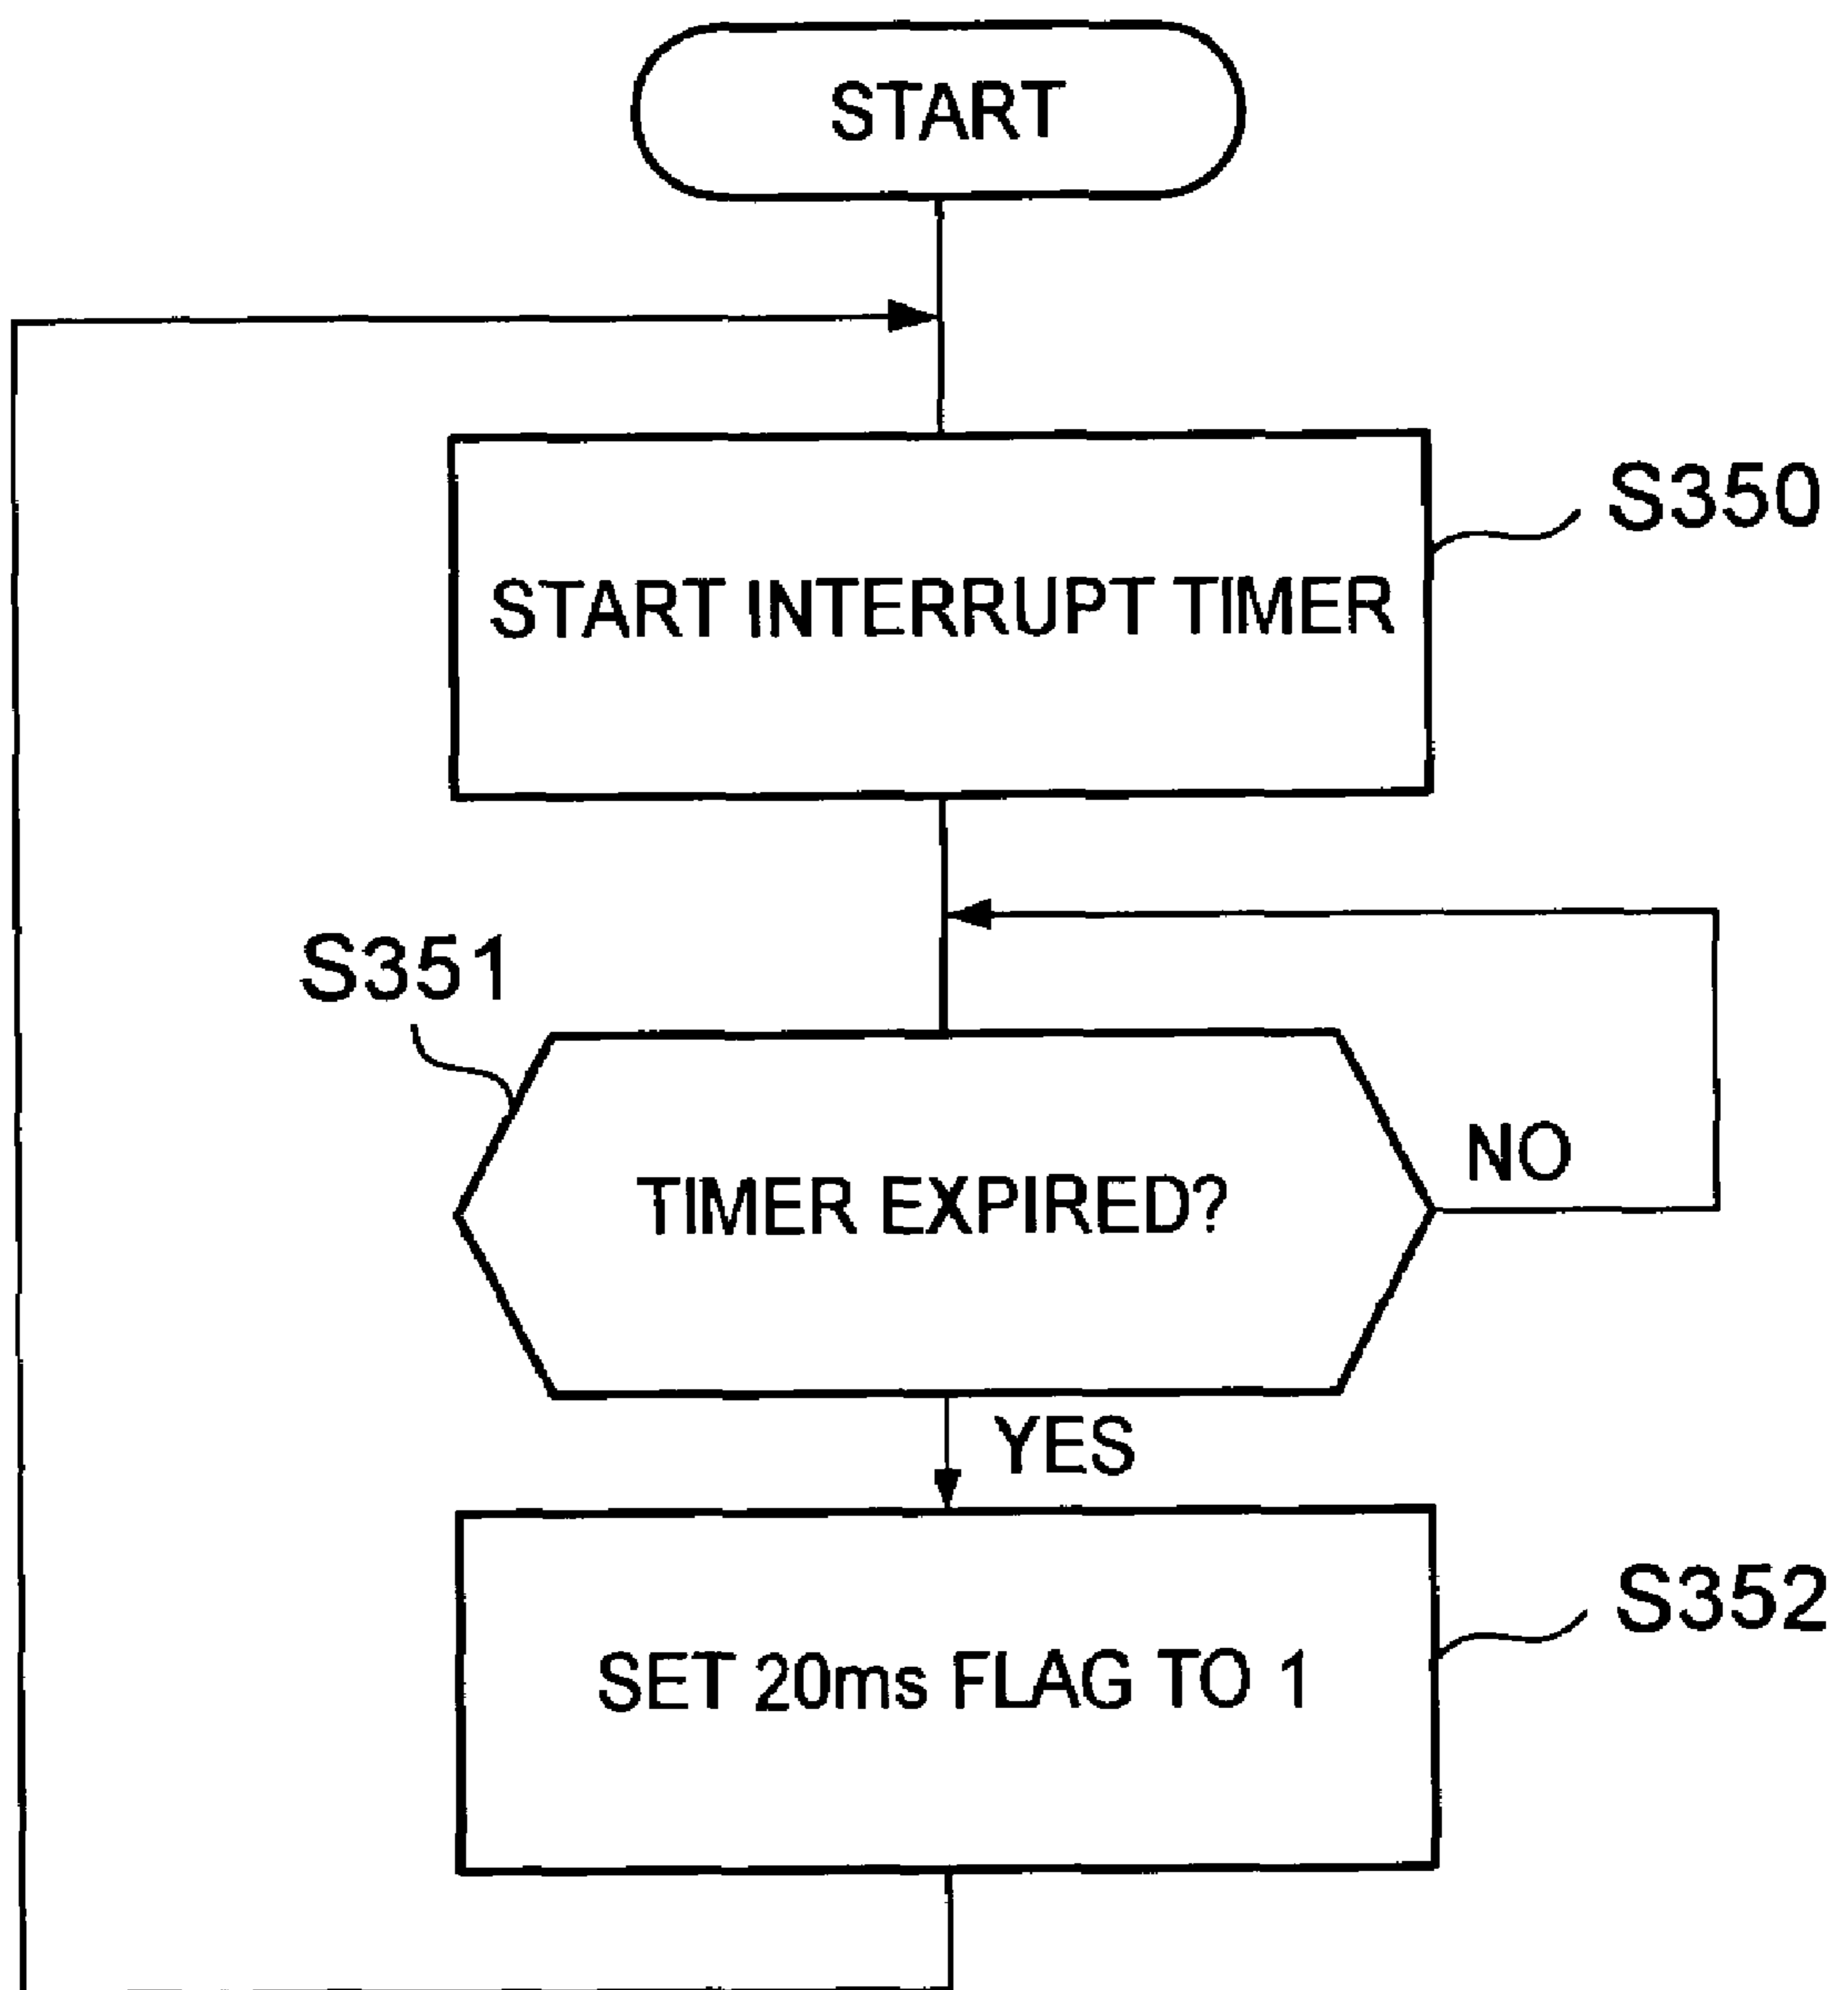 START
S350
START INTERRUPT TIMER
S351
NO
TIMER EXPIRED?
YES
S352
SET 20ms FLAG TO 1